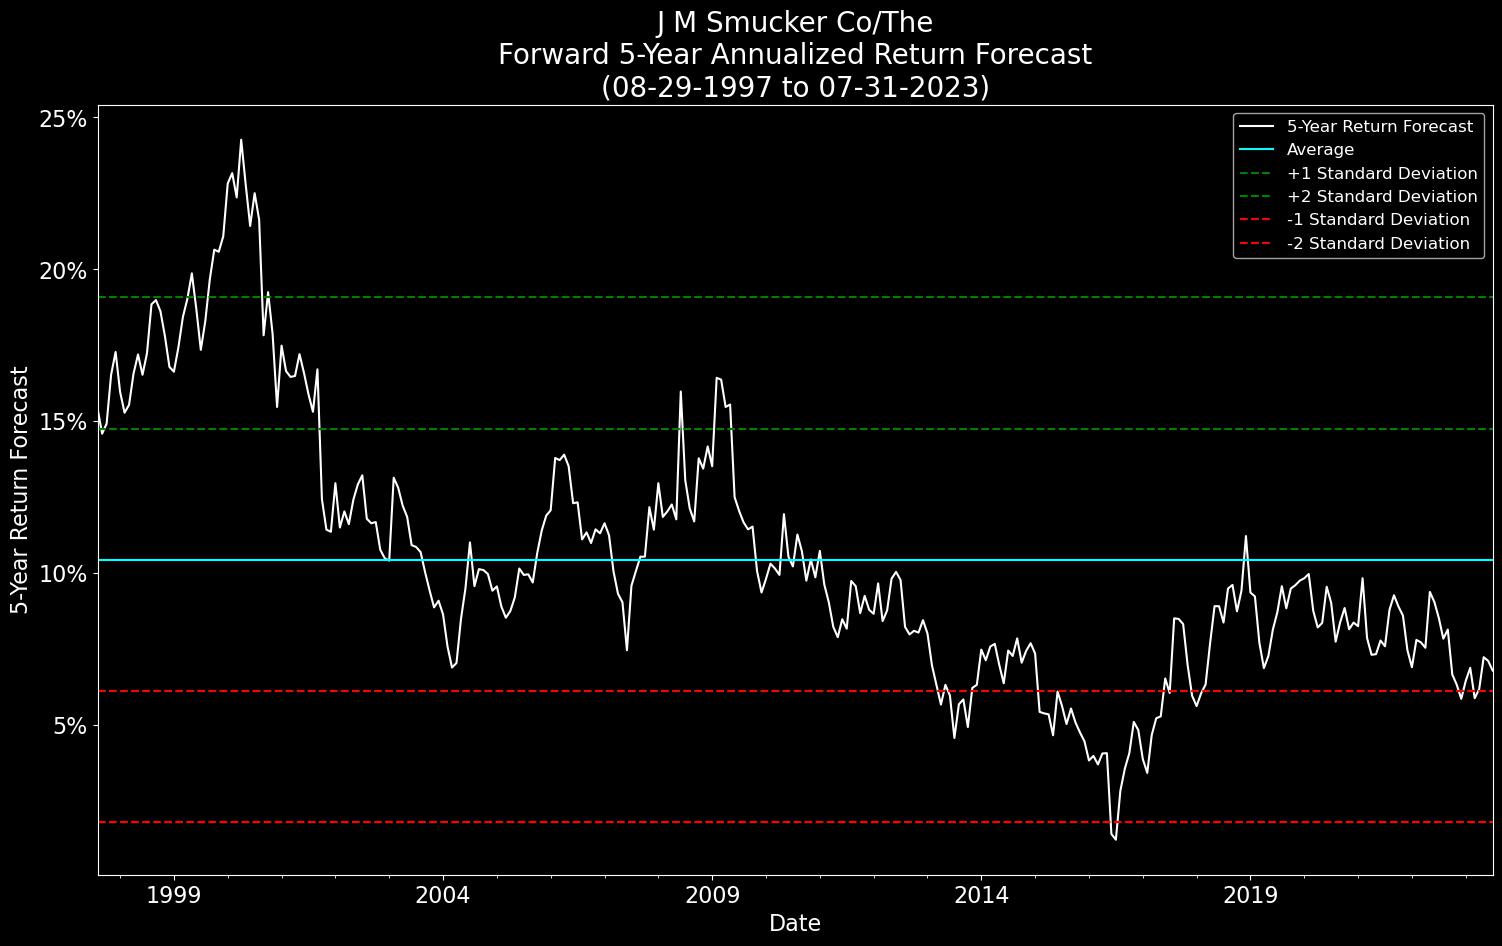 J M Smucker Co/The
Forward 5-Year Annualized Return Forecast
(08-29-1997 to 07-31-2023)
25%
20%
15%
10%
5%
5-Year Return Forecast
5-Year Return Forecast
Average
+1 Standard Deviation
+2 Standard Deviation
-1 Standard Deviation
-2 Standard Deviation
1999
2004
2009
2014
2019
Date